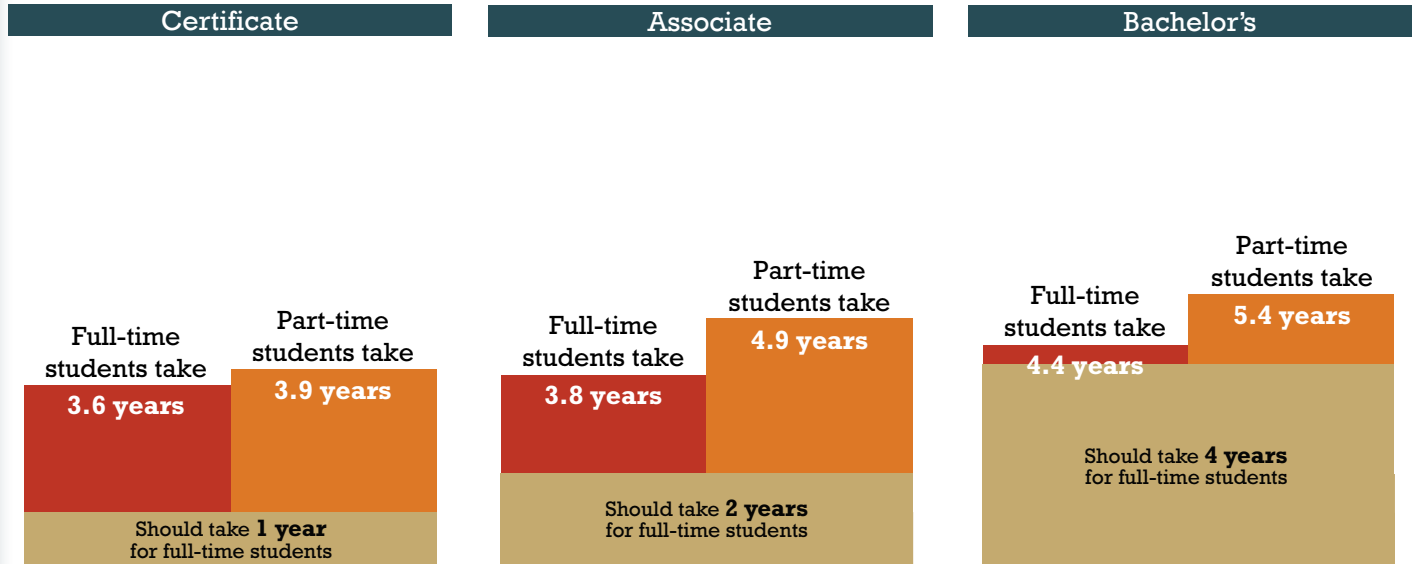 Certificate
Full-time
students take
3.6 years
Part-time
students take
3.9 years
Should take 1 year
for full-time students
Associate
Full-time
students take
3.8 years
Part-time
students take
4.9 years
Should take 2 years
for full-time students
Bachelor’s
Full-time
students take
4.4 years
Part-time
students take
5.4 years
Should take 4 years
for full-time students